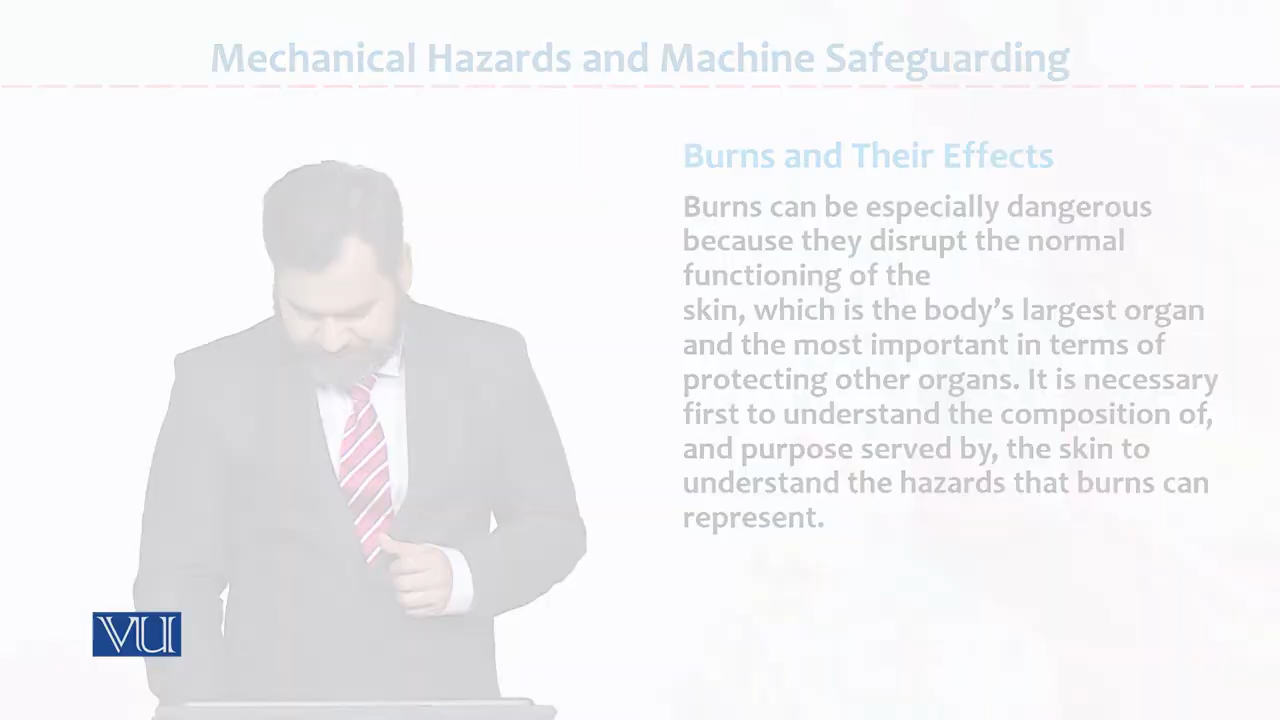 Mechanical Hazards and Machine Safeguarding
Burns and Their Effects
Burns can be especially dangerous
because they disrupt the normal
functioning of the
skin, which is the body’s largest organ
and the most important in terms of
protecting other organs. It is necessary
first to understand the composition of,
and purpose served by, the skin to
understand the hazards that burns can
represent.
VU